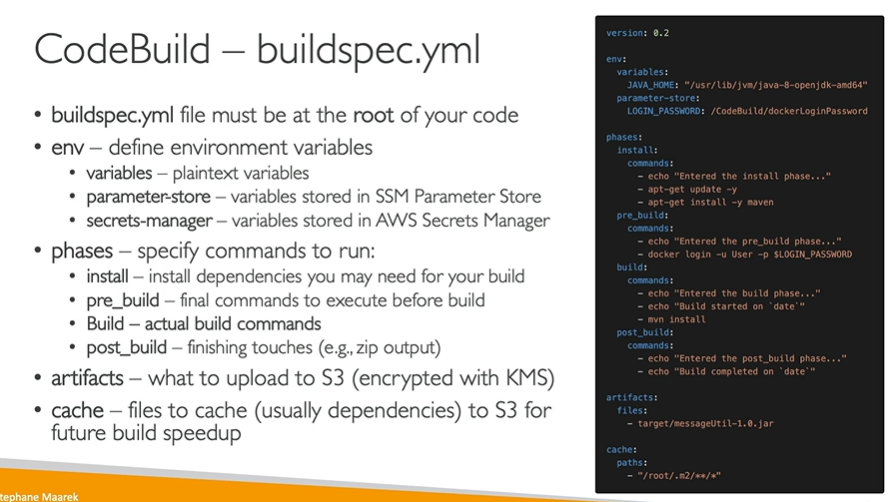 CodeBuild – buildspec.yml
• buildspec.yml file must be at the root of your code
• env – define environment variables
• variables – plaintext variables
• parameter-store – variables stored in SSM Parameter Store
• secrets-manager – variables stored in AWS Secrets Manager
• phases – specify commands to run:
• install – install dependencies you may need for your build
• pre_build – final commands to execute before build
• Build – actual build commands
• post_build – finishing touches (e.g., zip output)
• artifacts – what to upload to S3 (encrypted with KMS)
• cache – files to cache (usually dependencies) to S3 for
future build speedup
version: 0.2
env:
variables:
JAVA_HOME: "/usr/lib/jvm/java-8-openjdk-amd64"
parameter-store:
LOGIN_PASSWORD: /CodeBuild/dockerLoginPassword
phases:
install:
commands:
- echo "Entered the install phase..."
- apt-get update -y
- apt-get install -y maven
pre_build:
commands:
- echo "Entered the pre_build phase..."
- docker login -u User -p $LOGIN_PASSWORD
build:
commands:
- echo "Entered the build phase..."
- echo "Build started on `date`"
- mvn install
post_build:
commands:
- echo "Entered the post_build phase..."
- echo "Build completed on `date`"
artifacts:
files:
- target/messageUtil-1.0.jar
cache:
paths:
- "/root/.m2/**/*"
tephane Maarek